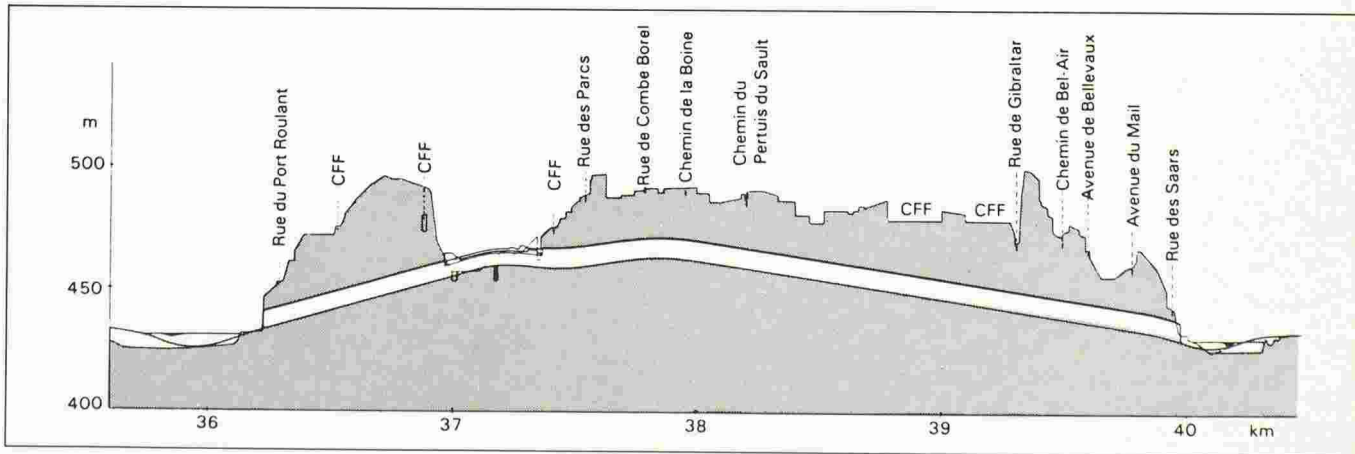 m
500
450
400
Rue du Port Roulant
CFF
CFF
CFF
Rue des Parcs
Rue de Combe Borel
Chemin de la Boine
Chemin du
Pertuis du Sault
CFF
CFF
Rue de Gibraltar
Chemin de Bel-Air
Avenue de Bellevaux
Avenue du Mail
Rue des Saars
36
37
38
39
40
km